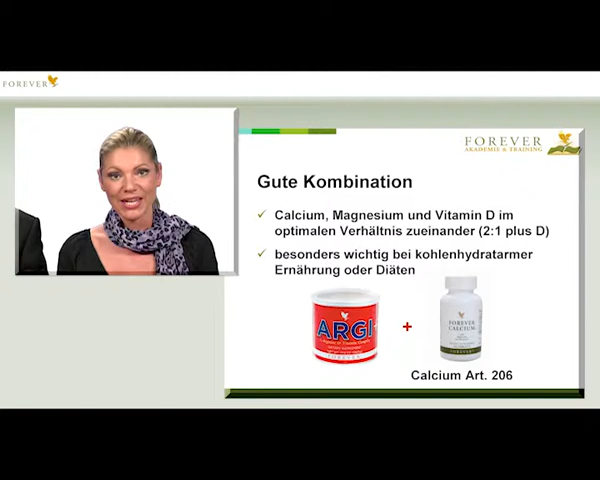 FOREVER
FOREVER
AKADEMIE & TRAINING
Gute Kombination
Calcium, Magnesium und Vitamin D im
optimalen Verhältnis zueinander (2:1 plus D)
besonders wichtig bei kohlenhydratarmer
Ernährung oder Diäten
ARGI+
FOREVER
+
FOREVER
CALCIUM
Calcium Art. 206